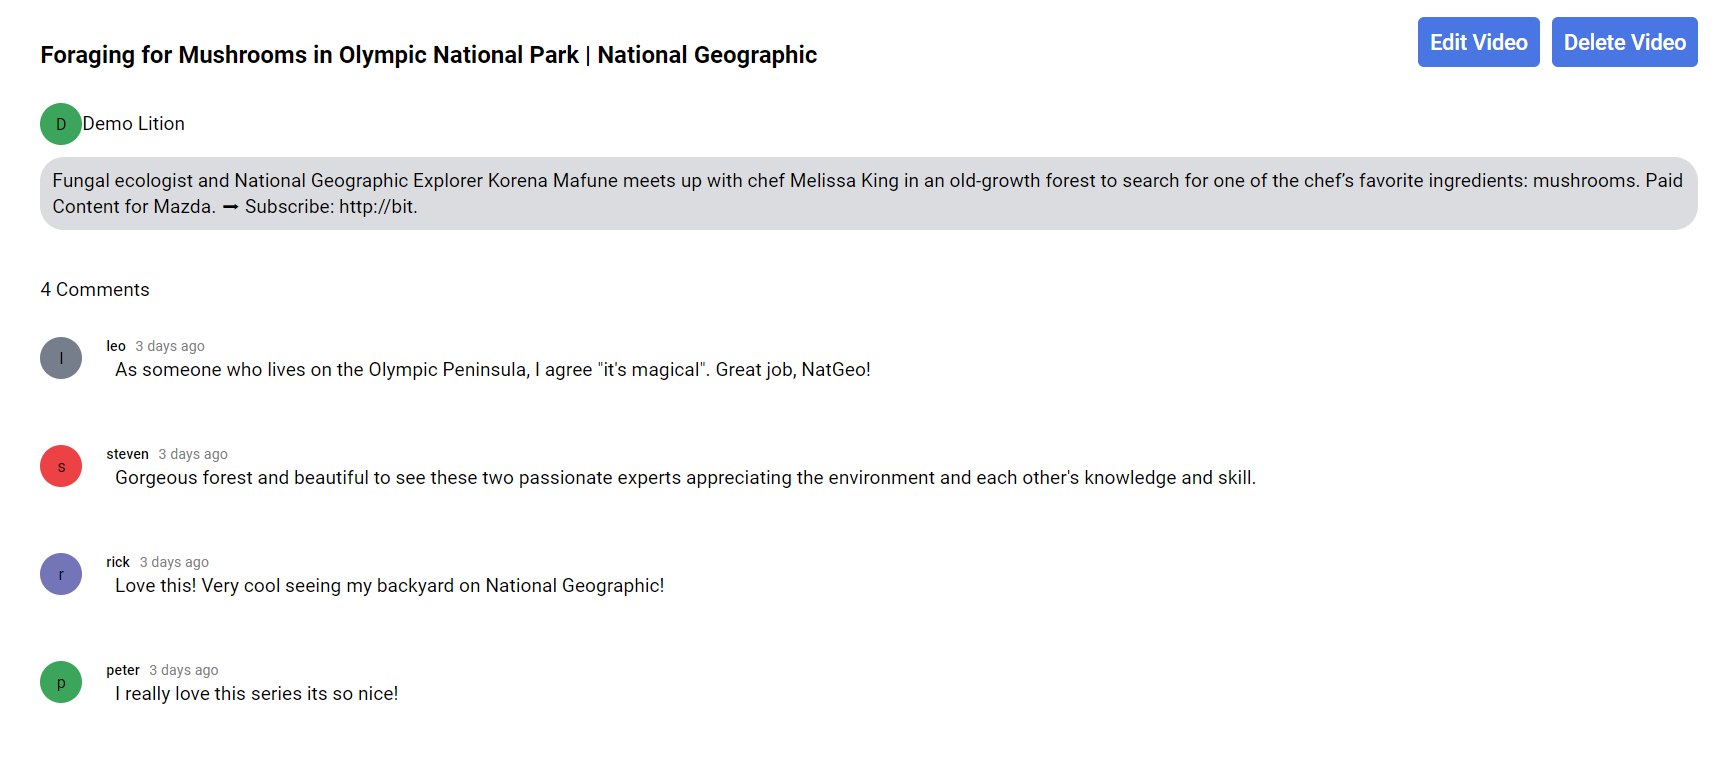 Foraging for Mushrooms in Olympic National Park | National Geographic
Edit Video
Delete Video
D
Demo Lition
Fungal ecologist and National Geographic Explorer Korena Mafune meets up with chef Melissa King in an old-growth forest to search for one of the chef’s favorite ingredients: mushrooms. Paid
Content for Mazda. ➡ Subscribe: http://bit.
4 Comments
l
leo 3 days ago
As someone who lives on the Olympic Peninsula, I agree "it's magical". Great job, NatGeo!
s
steven 3 days ago
Gorgeous forest and beautiful to see these two passionate experts appreciating the environment and each other's knowledge and skill.
r
rick 3 days ago
Love this! Very cool seeing my backyard on National Geographic!
p
peter 3 days ago
I really love this series its so nice!